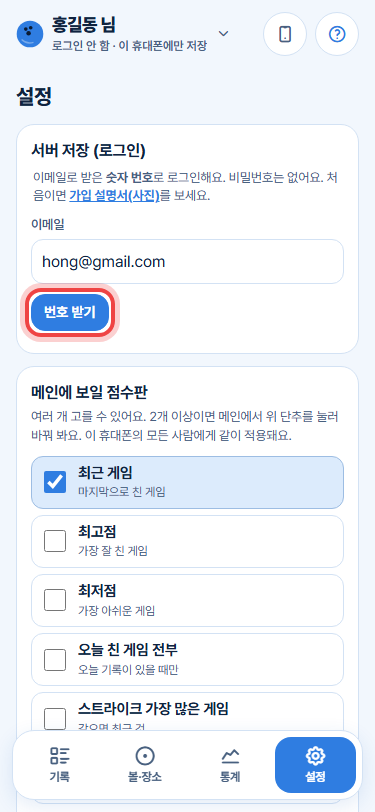 홍길동 님
로그인 안 함 · 이 휴대폰에만 저장
설정
서버 저장 (로그인)
이메일로 받은 숫자 번호로 로그인해요. 비밀번호는 없어요. 처
음이면 가입 설명서(사진)를 보세요.
이메일
hong@gmail.com
번호 받기
메인에 보일 점수판
여러 개 고를 수 있어요. 2개 이상이면 메인에서 위 단추를 눌러
바꿔 봐요. 이 휴대폰의 모든 사람에게 같이 적용돼요.
최근 게임
마지막으로 친 게임
최고점
가장 잘 친 게임
최저점
가장 아쉬운 게임
오늘 친 게임 전부
오늘 기록이 있을 때만
스트라이크 가장 많은 게임
같으면 최근 것
기록
볼·장소
통계
설정